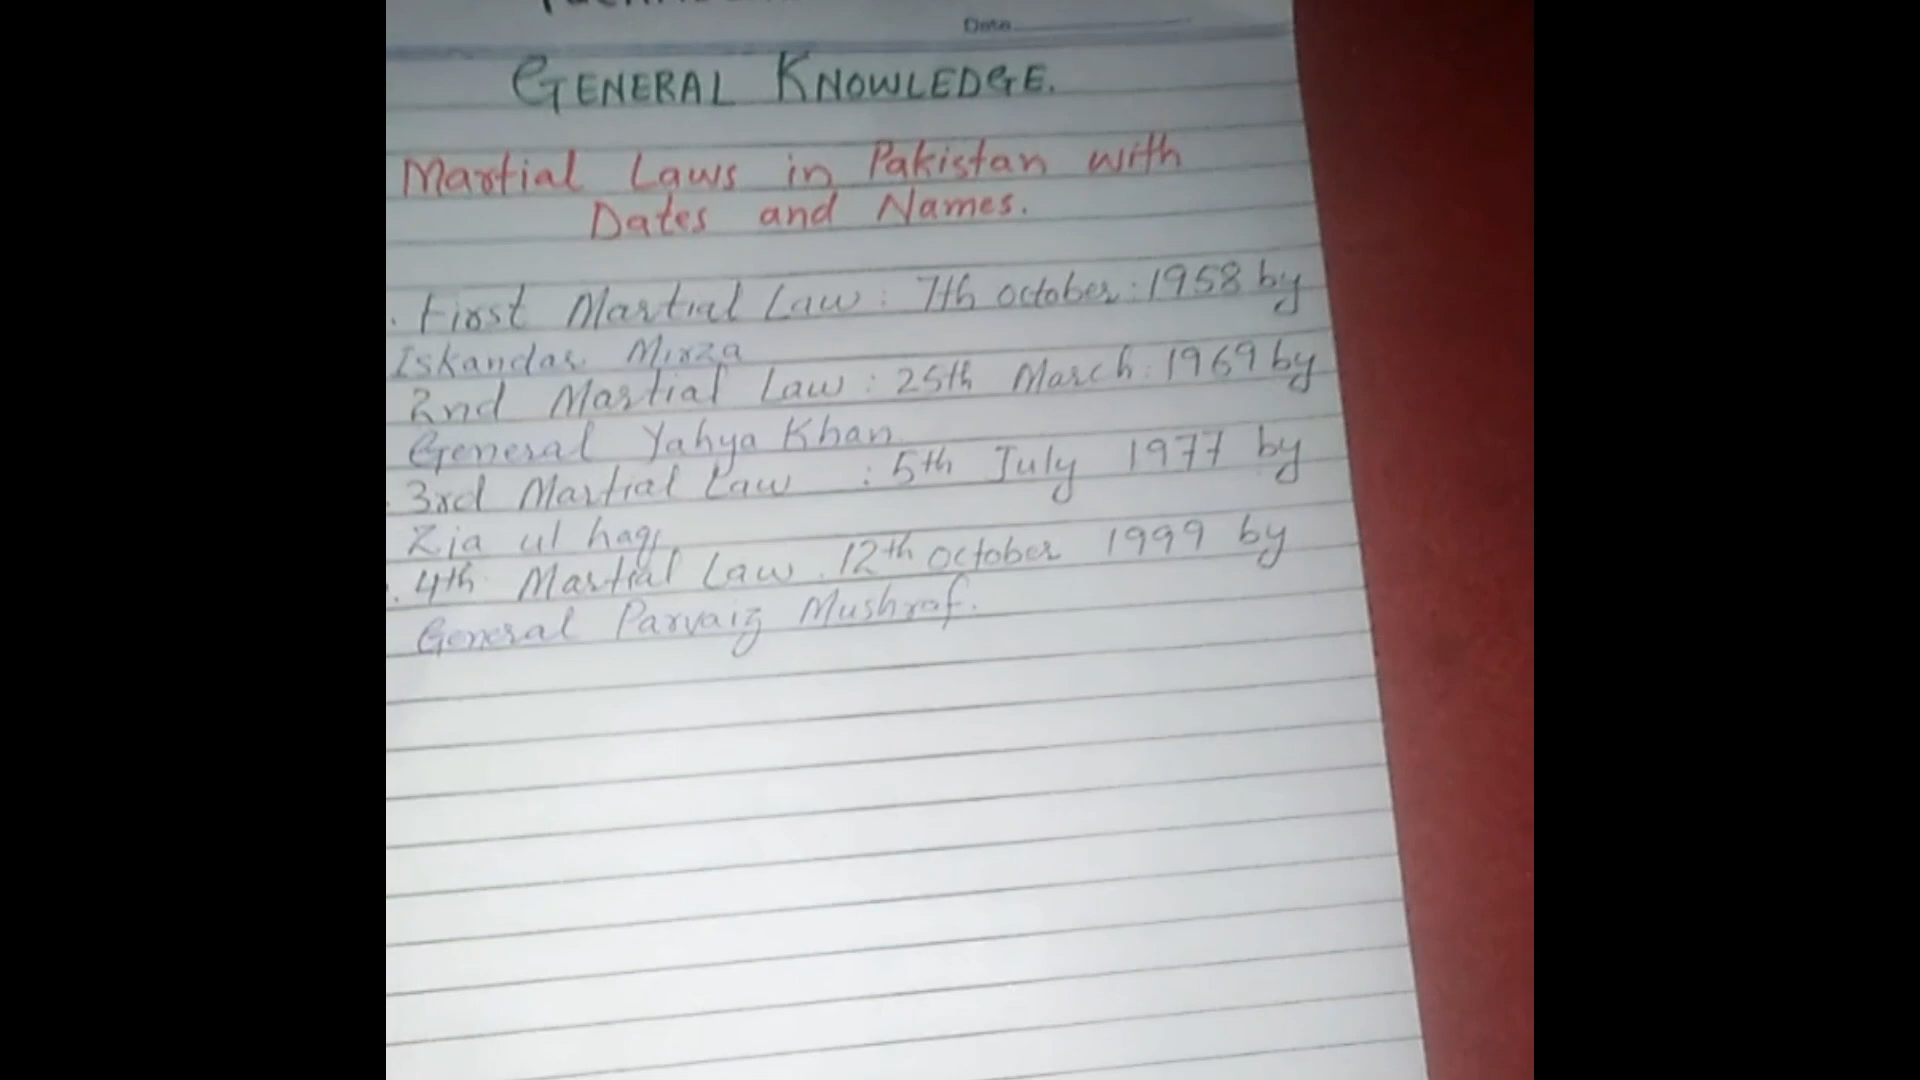 Date
GENERAL KNOWLEDGE.
Martial Laws in Pakistan with
Dates and Names.
. First Martial Law : 7th october : 1958 by
Iskandar Mirza
2nd Martial Law : 25th March : 1969 by
General Yahya Khan
. 3rd Martial Law : 5th July 1977 by
Zia ul haq
. 4th Martial Law . 12th october 1999 by
General Parvaiz Mushraf.